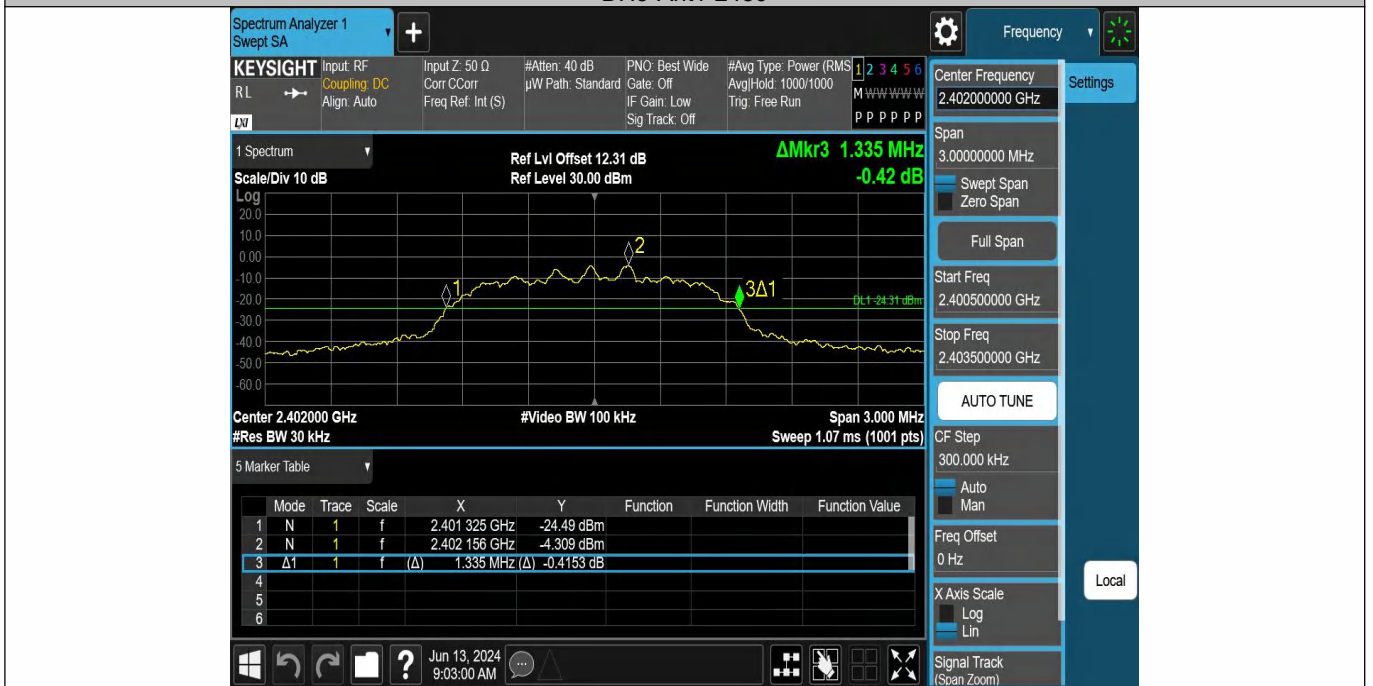 Spectrum Analyzer 1
Swept SA
+
Frequency
KEYSIGHT
RL
LXI
Input: RF
Coupling: DC
Align: Auto
Input Z: 50 Ω
Corr CCorr
Freq Ref: Int (S)
#Atten: 40 dB
µW Path: Standard
PNO: Best Wide
Gate: Off
IF Gain: Low
Sig Track: Off
#Avg Type: Power (RMS
Avg|Hold: 1000/1000
Trig: Free Run
1 2 3 4 5 6
M W W W W W
P P P P P P
Center Frequency
2.402000000 GHz
Settings
Span
3.00000000 MHz
Swept Span
Zero Span
Full Span
Start Freq
2.400500000 GHz
Stop Freq
2.403500000 GHz
AUTO TUNE
CF Step
300.000 kHz
Auto
Man
Freq Offset
0 Hz
X Axis Scale
Log
Lin
Signal Track
(Span Zoom)
Local
1 Spectrum
Scale/Div 10 dB
Ref Lvl Offset 12.31 dB
Ref Level 30.00 dBm
ΔMkr3 1.335 MHz
-0.42 dB
Log
20.0
10.0
0.00
-10.0
-20.0
-30.0
-40.0
-50.0
-60.0
1
2
3Δ1
DL1 -24.31 dBm
Center 2.402000 GHz
#Video BW 100 kHz
Span 3.000 MHz
#Res BW 30 kHz
Sweep 1.07 ms (1001 pts)
5 Marker Table
Mode Trace Scale X Y Function Function Width Function Value
1 N 1 f 2.401 325 GHz -24.49 dBm
2 N 1 f 2.402 156 GHz -4.309 dBm
3 Δ1 1 f (Δ) 1.335 MHz (Δ) -0.4153 dB
4
5
6
?
Jun 13, 2024
9:03:00 AM